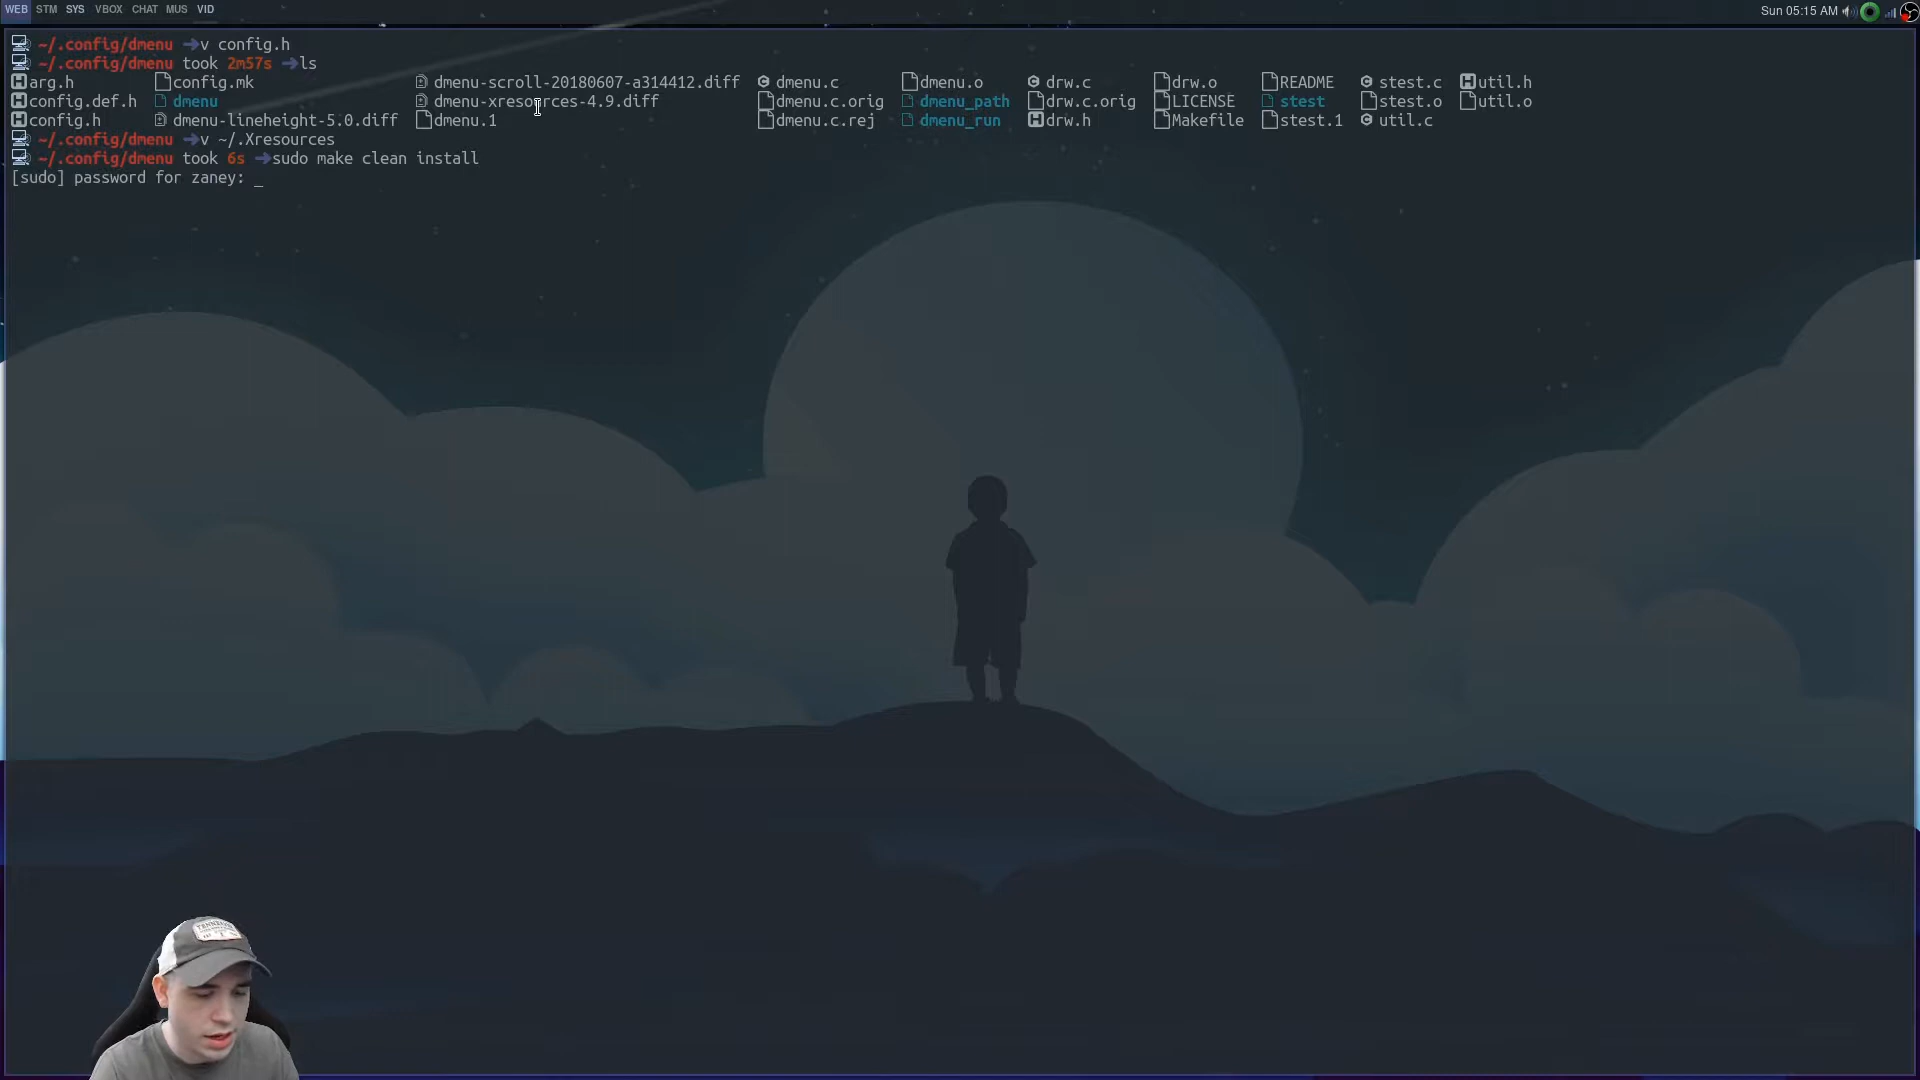 WEB STM SYS VBOX CHAT MUS VID Sun 05:15 AM
~/.config/dmenu v config.h
~/.config/dmenu took 2m57s ls
arg.h config.mk dmenu-scroll-20180607-a314412.diff dmenu.c dmenu.o drw.c drw.o README stest.c util.h
config.def.h dmenu dmenu-xresources-4.9.diff dmenu.c.orig dmenu_path drw.c.orig LICENSE stest stest.o util.o
config.h dmenu-lineheight-5.0.diff dmenu.1 dmenu.c.rej dmenu_run drw.h Makefile stest.1 util.c
~/.config/dmenu v ~/.Xresources
~/.config/dmenu took 6s sudo make clean install
[sudo] password for zaney: _